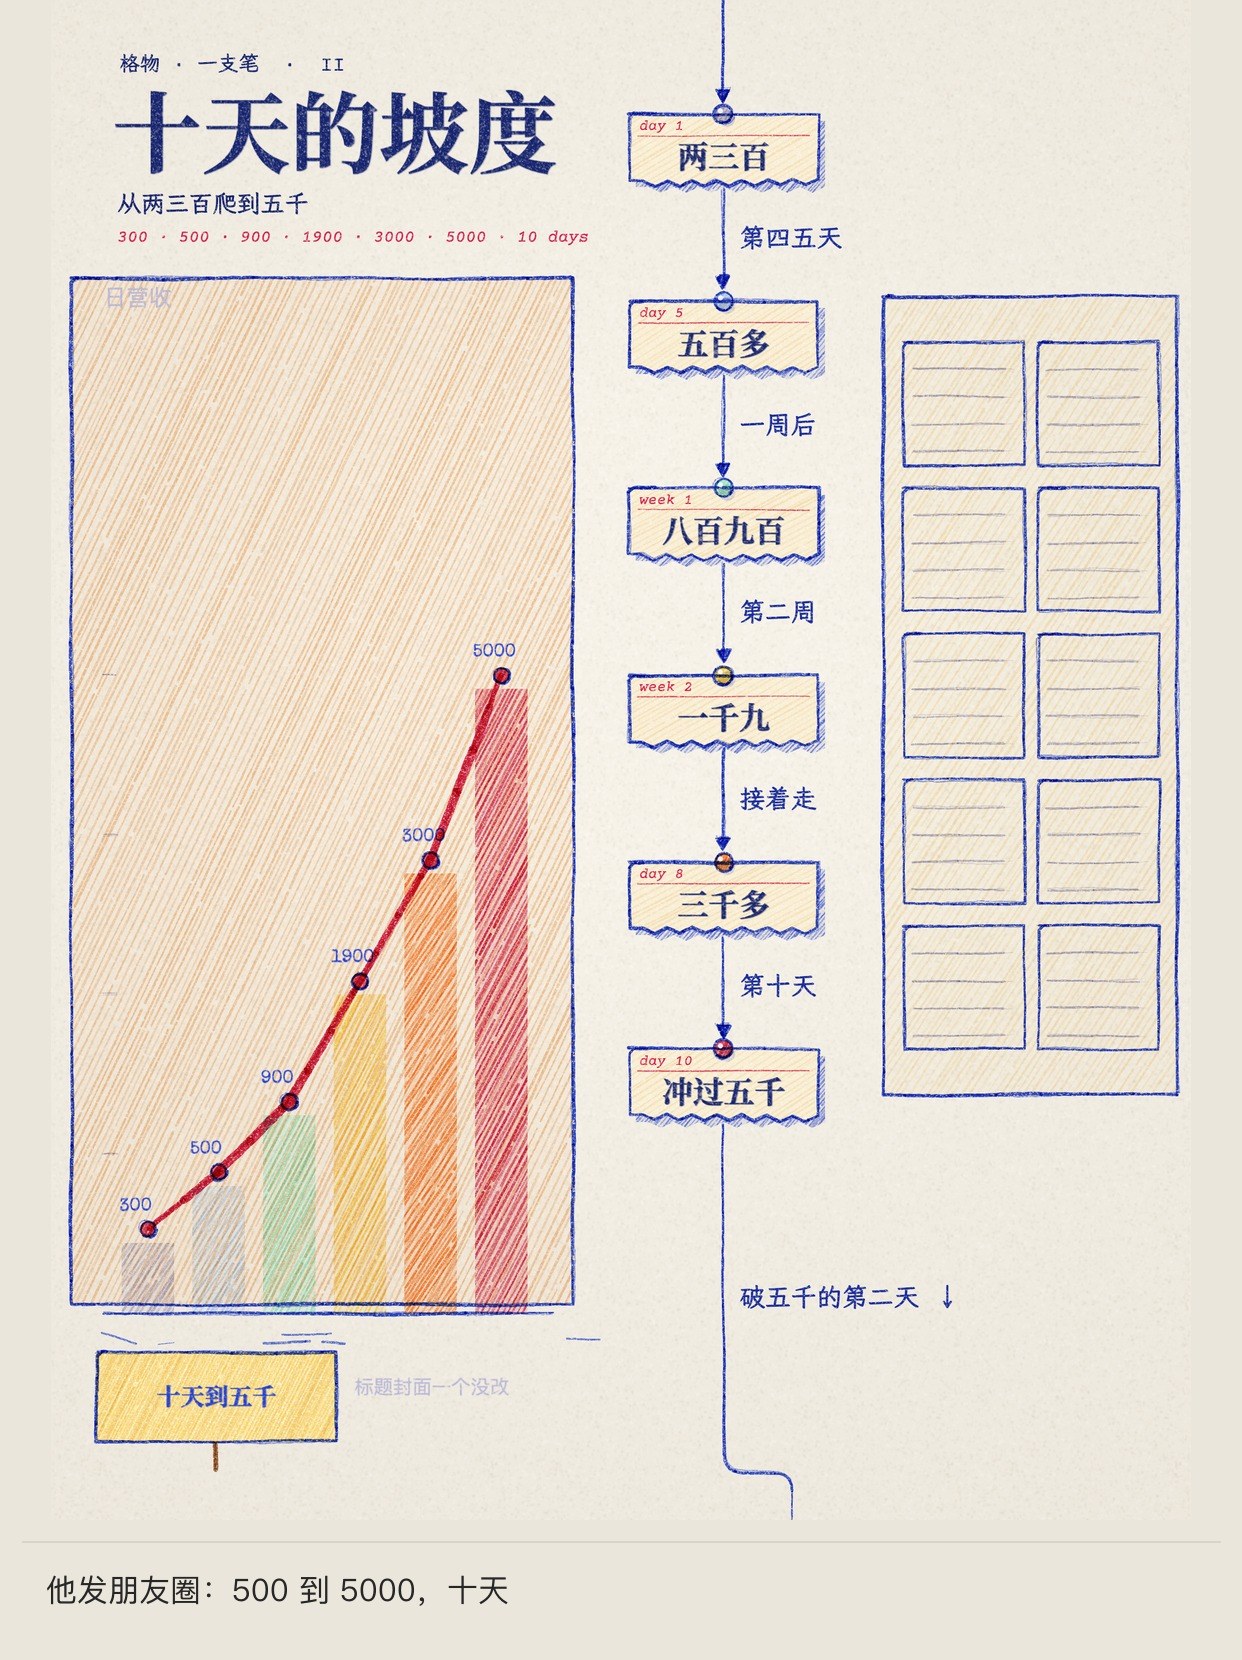 格物 · 一支笔 · II
十天的坡度
从两三百爬到五千
300 · 500 · 900 · 1900 · 3000 · 5000 · 10 days
日营收
5000
3000
1900
900
500
300
十天到五千
标题封面一个没改
day 1
两三百
第四五天
day 5
五百多
一周后
week 1
八百九百
第二周
week 2
一千九
接着走
day 8
三千多
第十天
day 10
冲过五千
破五千的第二天 ↓
他发朋友圈：500 到 5000，十天